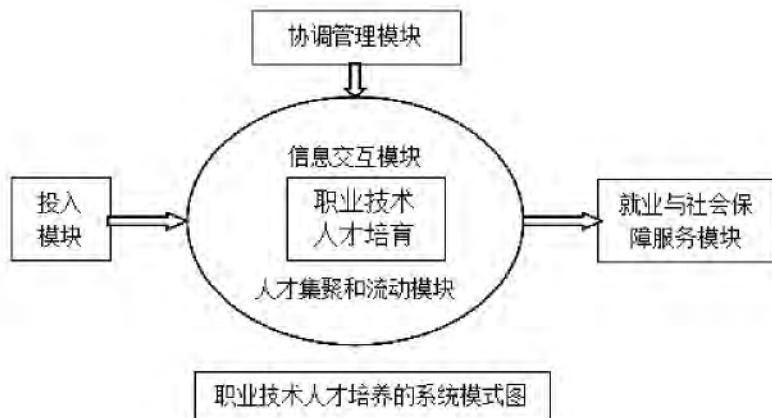 协调管理模块
信息交互模块
投入
模块
职业技术
人才培育
就业与社会保
障服务模块
人才集聚和流动模块
职业技术人才培养的系统模式图